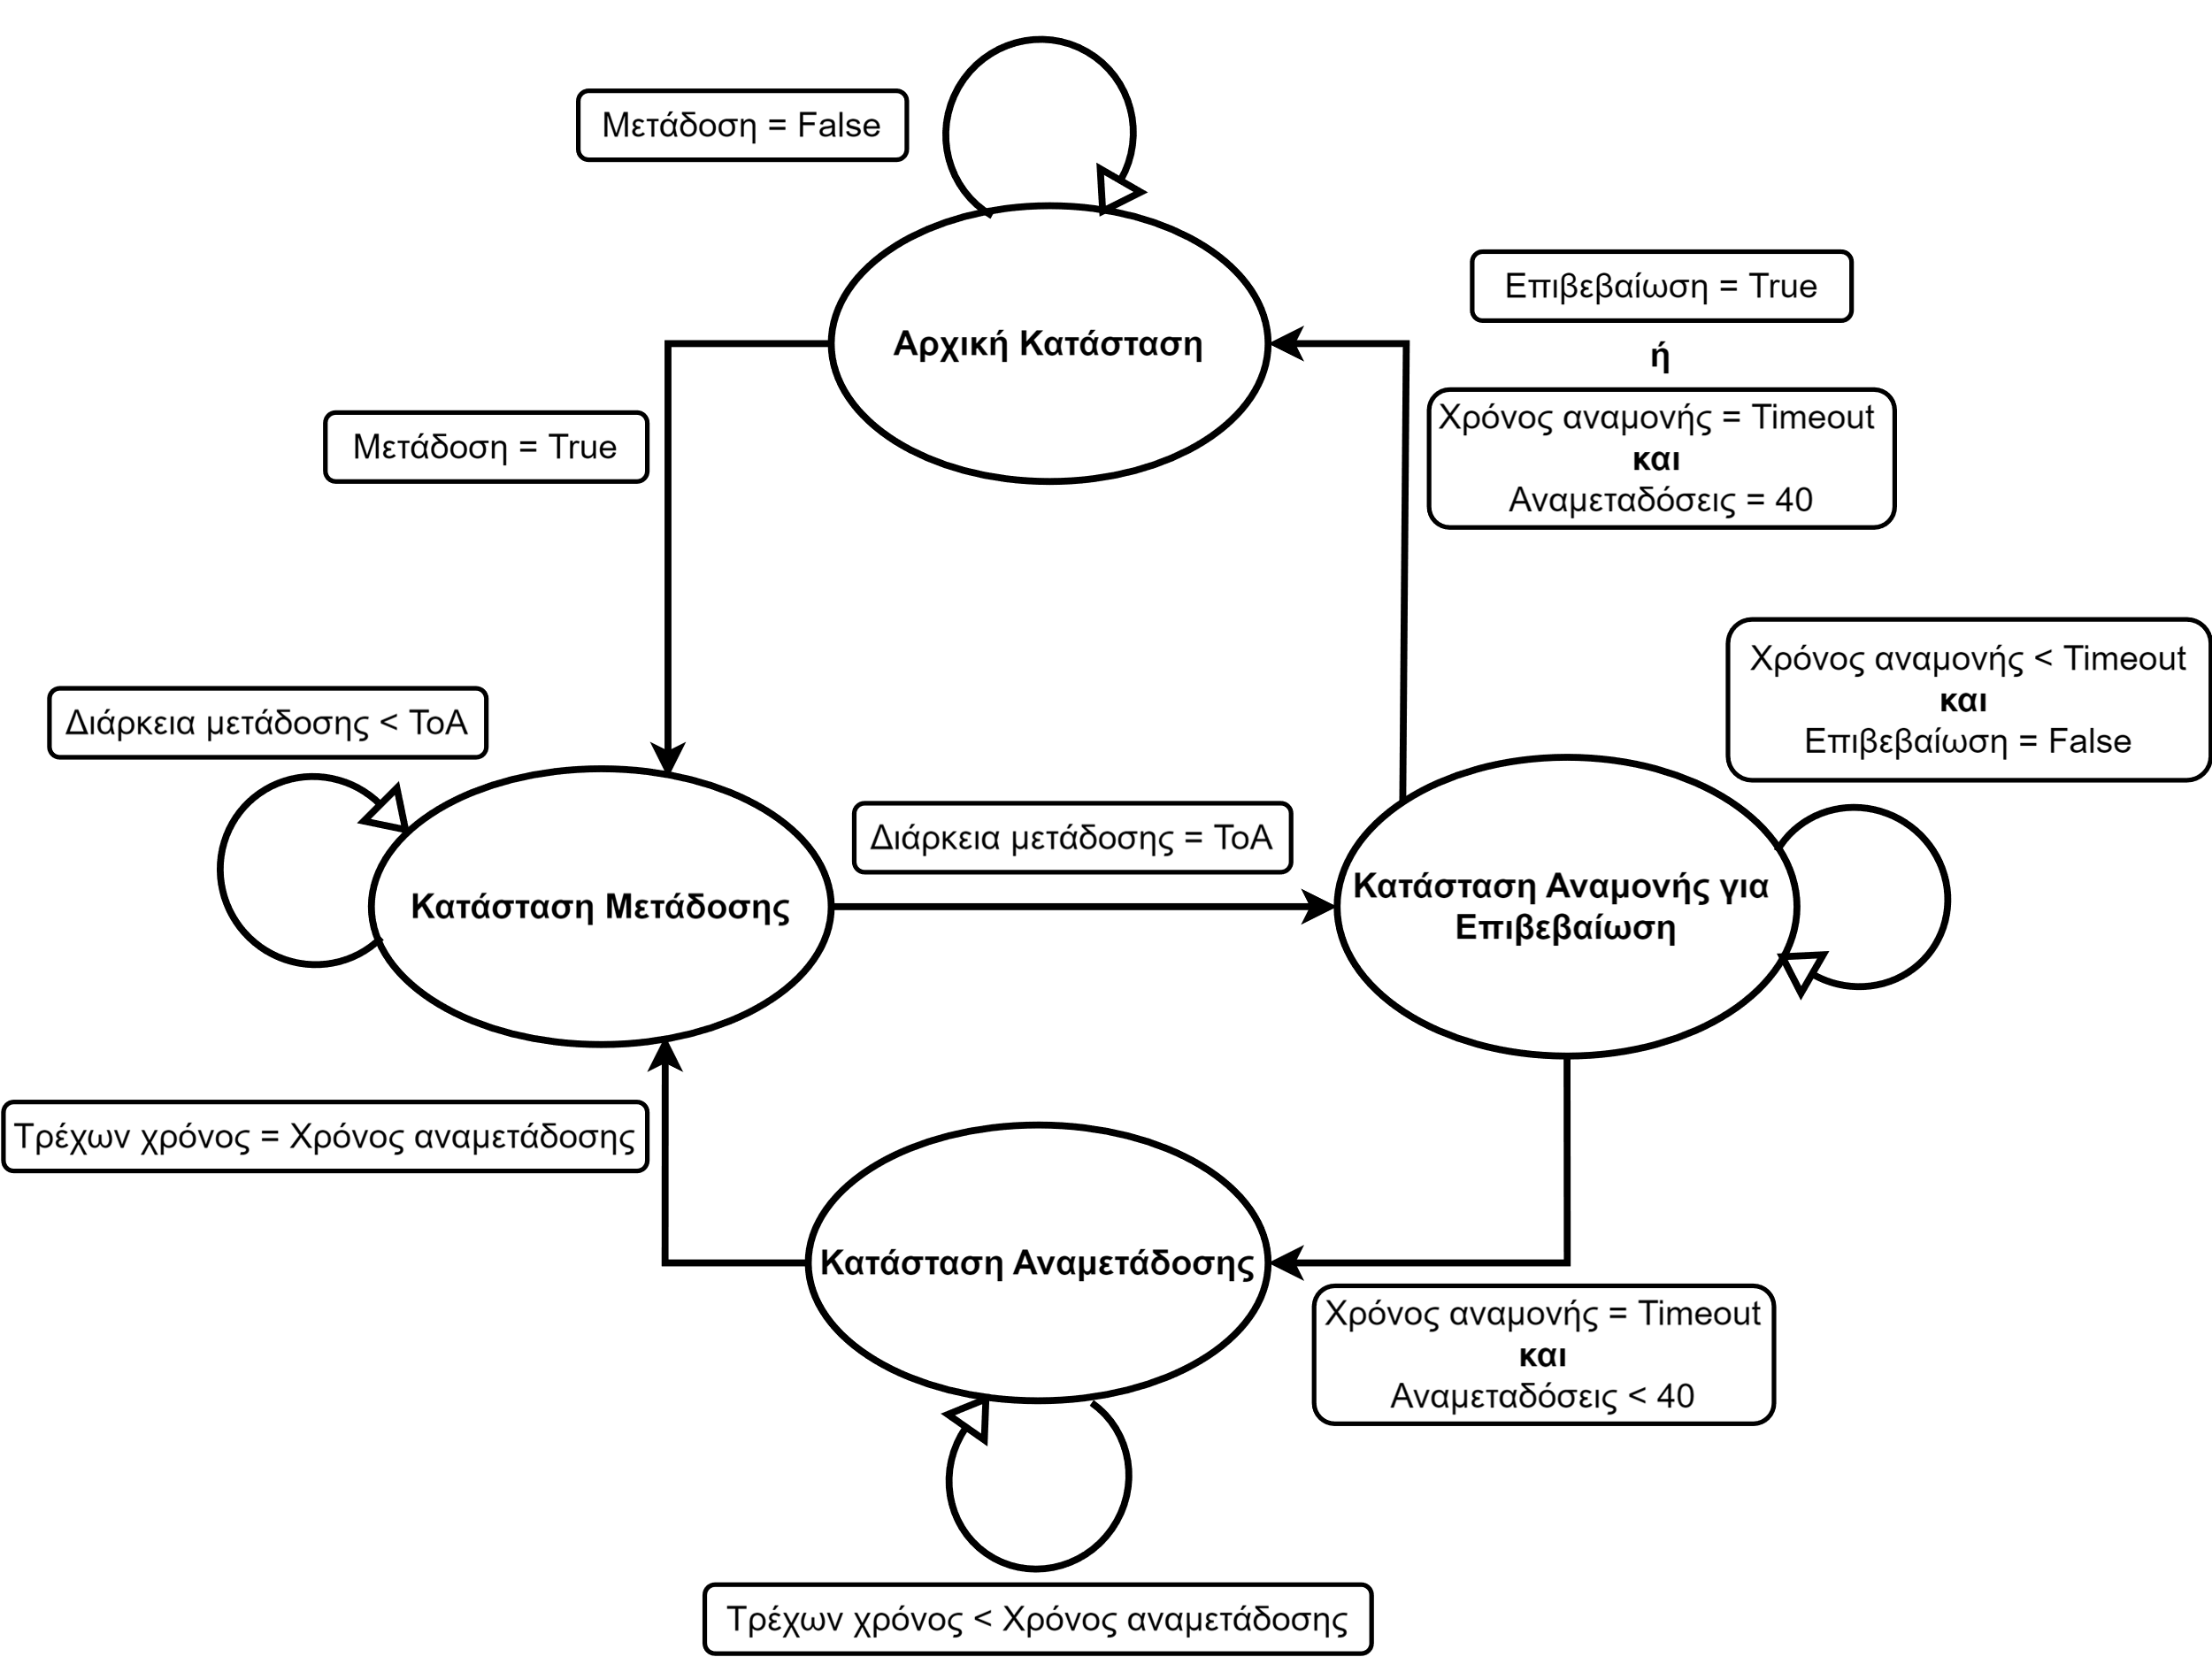 Μετάδοση = False
Επιβεβαίωση = True
Αρχική Κατάσταση
ή
Χρόνος αναμονής = Timeout
και
Αναμεταδόσεις = 40
Μετάδοση = True
Χρόνος αναμονής < Timeout
και
Επιβεβαίωση = False
Διάρκεια μετάδοσης < ToA
Διάρκεια μετάδοσης = ToA
Κατάσταση Μετάδοσης
Κατάσταση Αναμονής για
Επιβεβαίωση
Τρέχων χρόνος = Χρόνος αναμετάδοσης
Κατάσταση Αναμετάδοσης
Χρόνος αναμονής = Timeout
και
Αναμεταδόσεις < 40
Τρέχων χρόνος < Χρόνος αναμετάδοσης